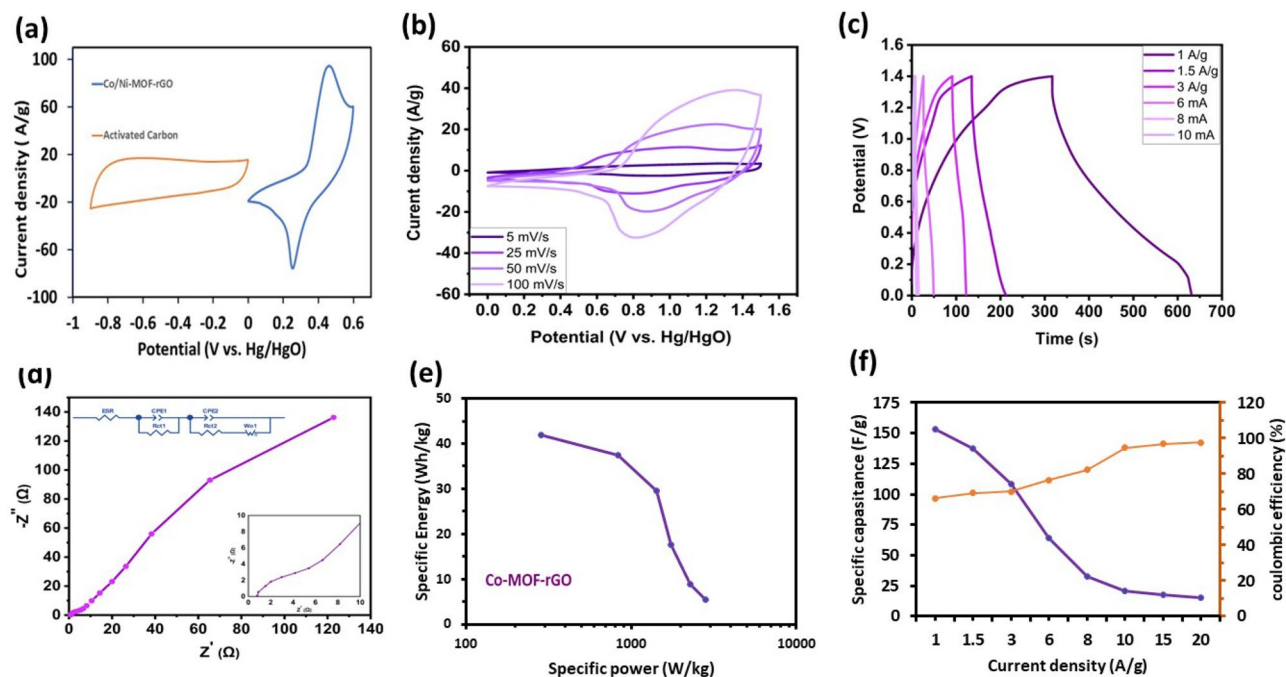 (a)
Current density ( A/g)
100
60
20
-20
-60
-100
Co/Ni-MOF-rGO
Activated Carbon
-1 -0.8 -0.6 -0.4 -0.2 0 0.2 0.4 0.6
Potential (V vs. Hg/HgO)
(b)
Curent density (A/g)
60
40
20
0
-20
-40
-60
5 mV/s
25 mV/s
50 mV/s
100 mV/s
0.0 0.2 0.4 0.6 0.8 1.0 1.2 1.4 1.6
Potential (V vs. Hg/HgO)
(c)
Potential (V)
1.6
1.4
1.2
1.0
0.8
0.6
0.4
0.2
0.0
1 A/g
1.5 A/g
3 A/g
6 mA
8 mA
10 mA
0 100 200 300 400 500 600 700
Time (s)
(d)
-Z" (Ω)
140
120
100
80
60
40
20
0
ESR CPE1 CPE2
Rct1 Rct2 Wo1
-Z" (Ω)
10
8
6
4
2
0
0 2 4 6 8 10
Z' (Ω)
0 20 40 60 80 100 120 140
Z' (Ω)
(e)
Specific Energy (Wh/kg)
50
40
30
20
10
0
Co-MOF-rGO
100 1000 10000
Specific power (W/kg)
(f)
Specific capasitance (F/g)
175
150
125
100
75
50
25
0
120
100
80
60
40
20
0
coulombic efficiency (%)
1 1.5 3 6 8 10 15 20
Current density (A/g)